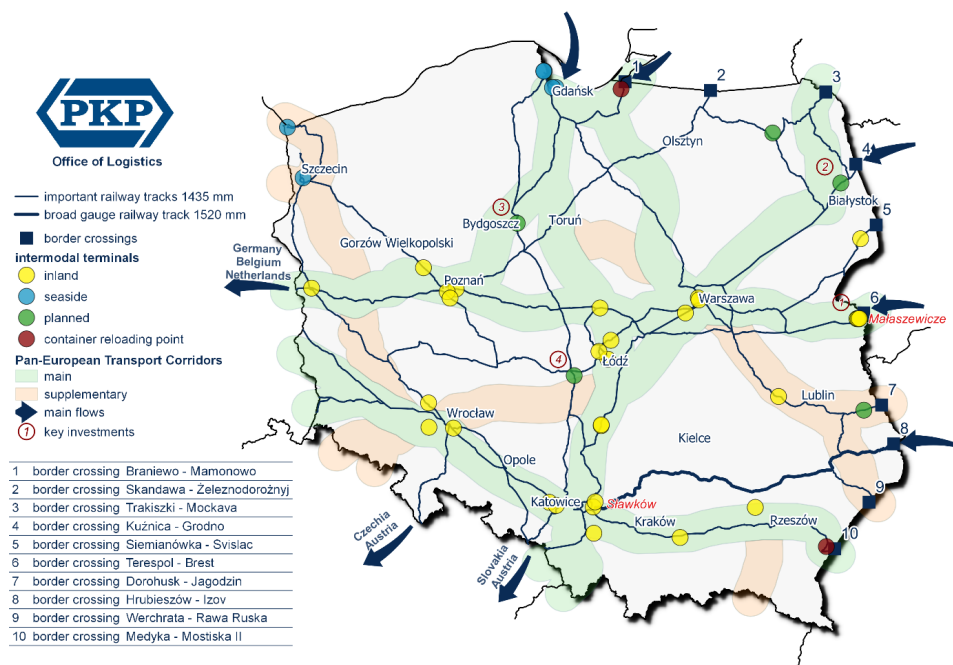 PKP
Office of Logistics
important railway tracks 1435 mm
broad gauge railway track 1520 mm
border crossings
intermodal terminals
inland
seaside
planned
container reloading point
Pan-European Transport Corridors
main
supplementary
main flows
1 key investments
1 border crossing Braniewo - Mamonowo
2 border crossing Skandawa - Żeleznodorożnyj
3 border crossing Trakiszki - Mockava
4 border crossing Kuźnica - Grodno
5 border crossing Siemianówka - Svislac
6 border crossing Terespol - Brest
7 border crossing Dorohusk - Jagodzin
8 border crossing Hrubieszów - Izov
9 border crossing Werchrata - Rawa Ruska
10 border crossing Medyka - Mostiska II
1
2
3
Gdańsk
Olsztyn
4
2
Szczecin
Białystok
3
Toruń
Bydgoszcz
5
Gorzów Wielkopolski
Germany
Belgium
Netherlands
Poznań
Warszawa
1
6
Małaszewicze
4
Łódź
Lublin
7
Wrocław
Kielce
8
Opole
Katowice
Sławków
9
Kraków
Rzeszów
10
Czechia
Austria
Slovakia
Austria